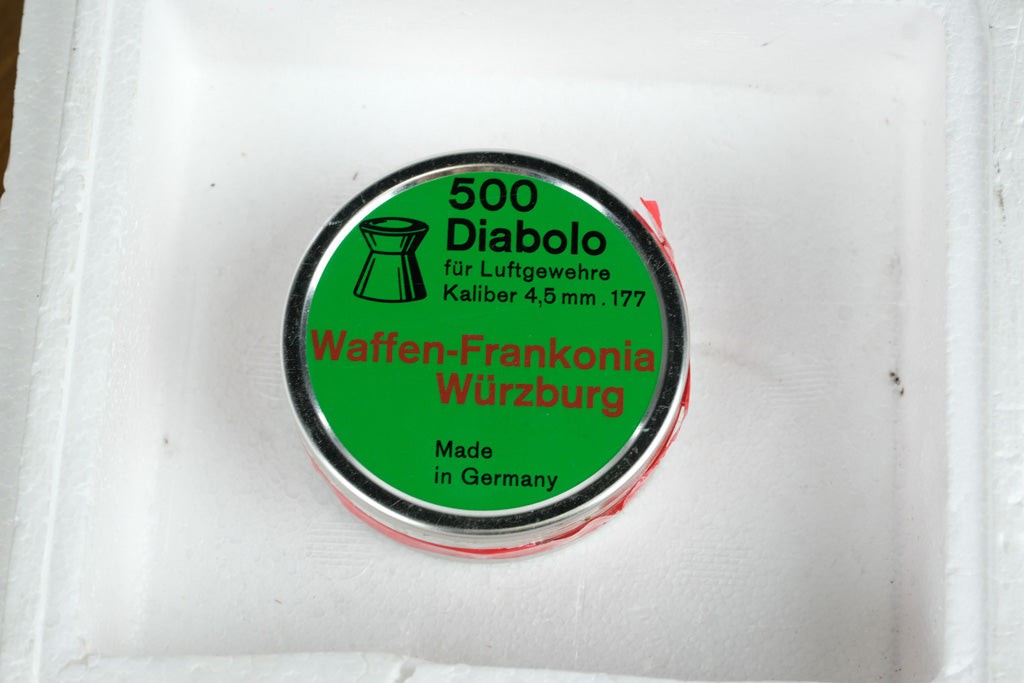 500
Diabolo
für Luftgewehre
Kaliber 4,5 mm . 177
Waffen-Frankonia
Würzburg
Made
in Germany